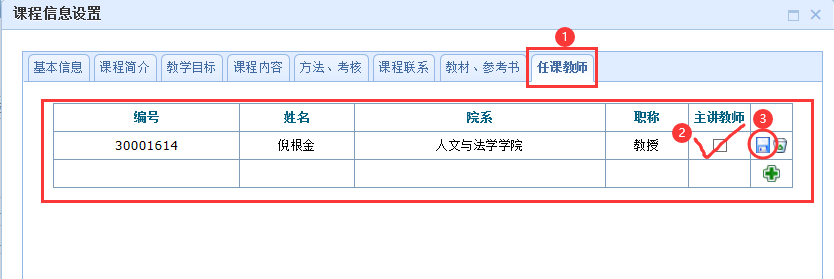 课程信息设置
1
基本信息 课程简介 教学目标 课程内容 方法、考核 课程联系 教材、参考书 任课教师
编号 姓名 院系 职称 主讲教师 3
30001614 倪根金 人文与法学学院 教授 2